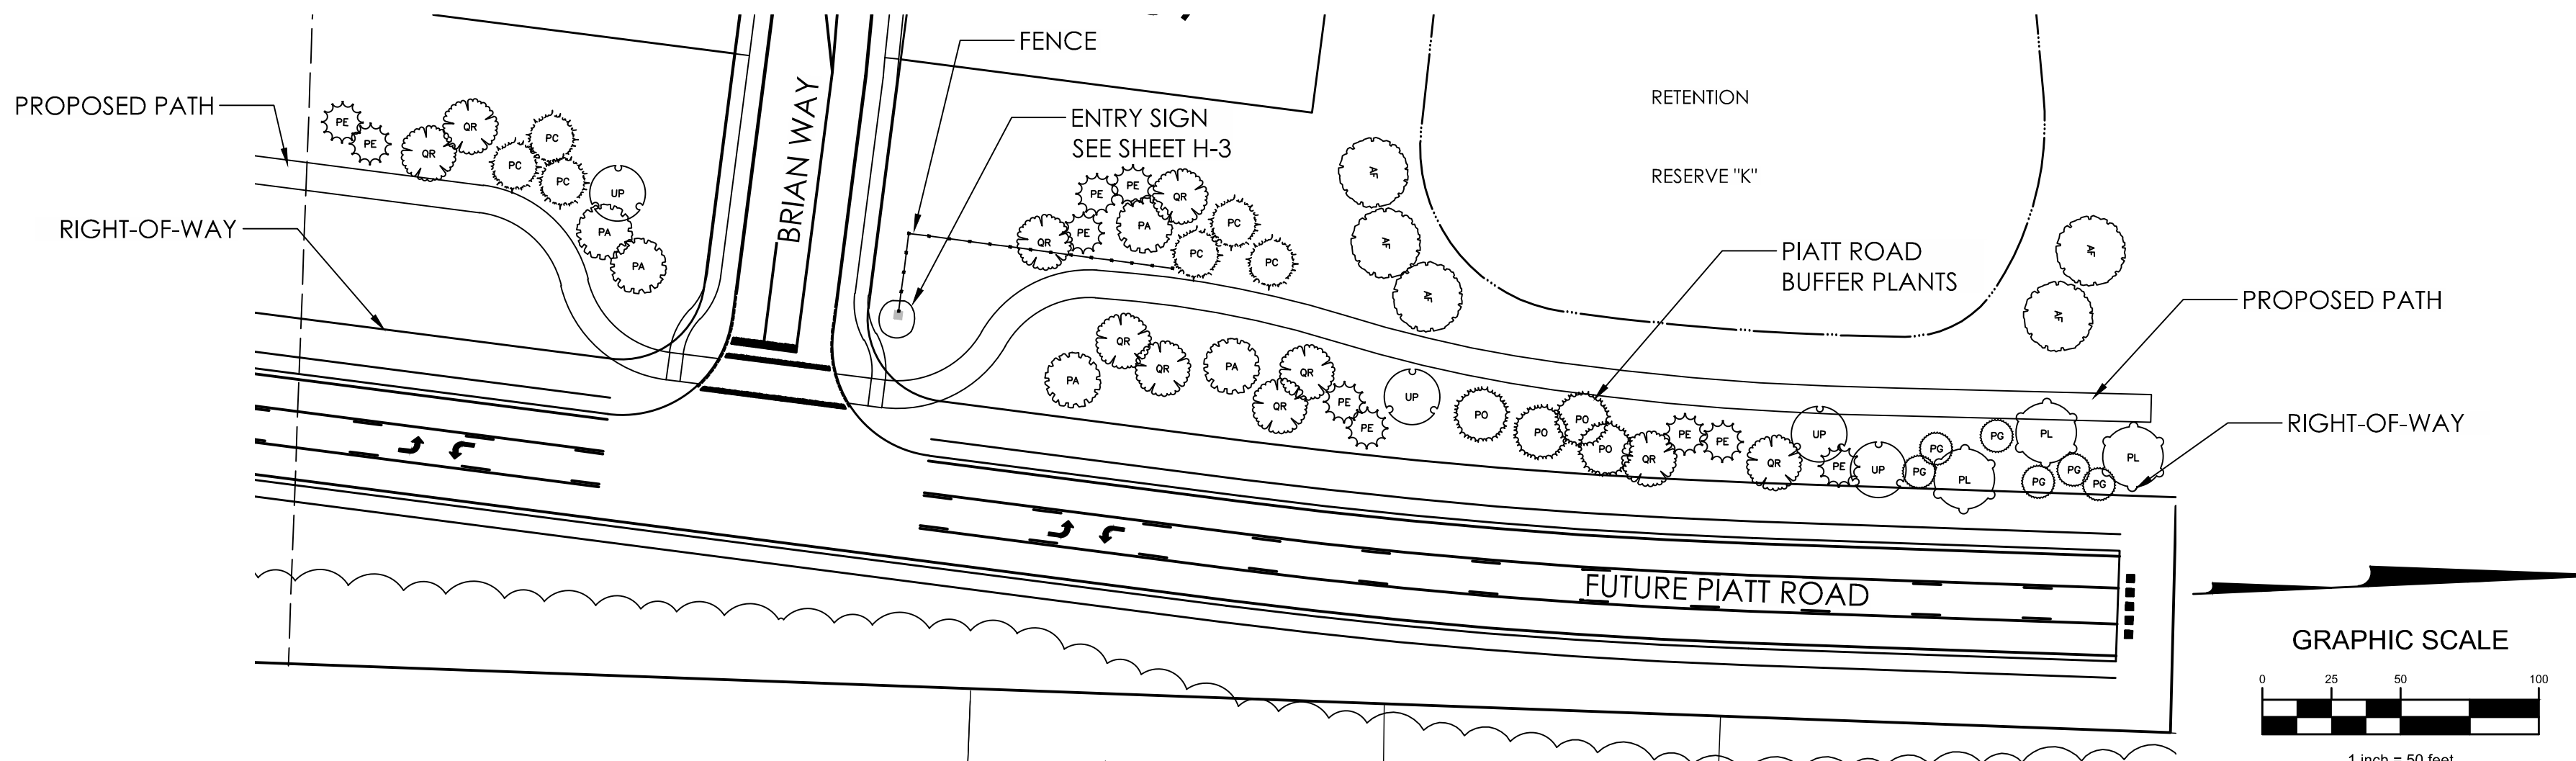 FENCE
PROPOSED PATH
ENTRY SIGN
SEE SHEET H-3
BRIAN WAY
RIGHT-OF-WAY
RETENTION
RESERVE "K"
PIATT ROAD
BUFFER PLANTS
PROPOSED PATH
RIGHT-OF-WAY
PE
PE
QR
QR
PC
PC
PC
UP
PA
PA
PE
PE
PE
QR
QR
PA
PC
PC
PC
AF
AF
AF
AF
AF
PA
QR
QR
PA
QR
QR
PE
PE
UP
PO
PO
PO
PO
QR
PE
PE
QR
UP
PE
UP
PG
PG
PL
PG
PL
PG
PG
PG
PL
FUTURE PIATT ROAD
GRAPHIC SCALE
0 25 50 100
1 inch = 50 feet